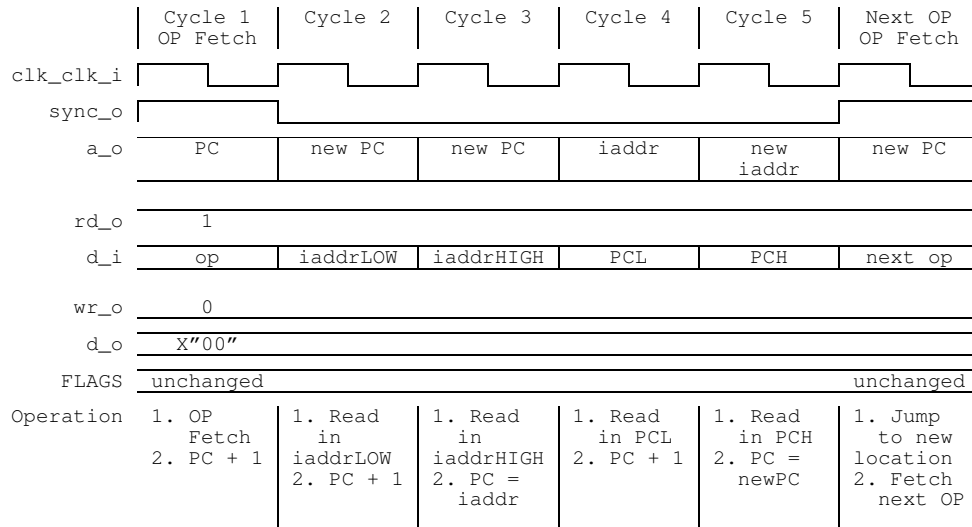 Cycle 1 Cycle 2 Cycle 3 Cycle 4 Cycle 5 Next OP
OP Fetch OP Fetch
clk_clk_i
sync_o
a_o PC new PC new PC iaddr new new PC
iaddr
rd_o 1
d_i op iaddrLOW iaddrHIGH PCL PCH next op
wr_o 0
d_o X"00"
FLAGS unchanged unchanged
Operation 1. OP 1. Read 1. Read 1. Read 1. Read 1. Jump
Fetch in in in PCL in PCH to new
2. PC + 1 iaddrLOW iaddrHIGH 2. PC + 1 2. PC = location
2. PC + 1 2. PC = newPC 2. Fetch
iaddr next OP